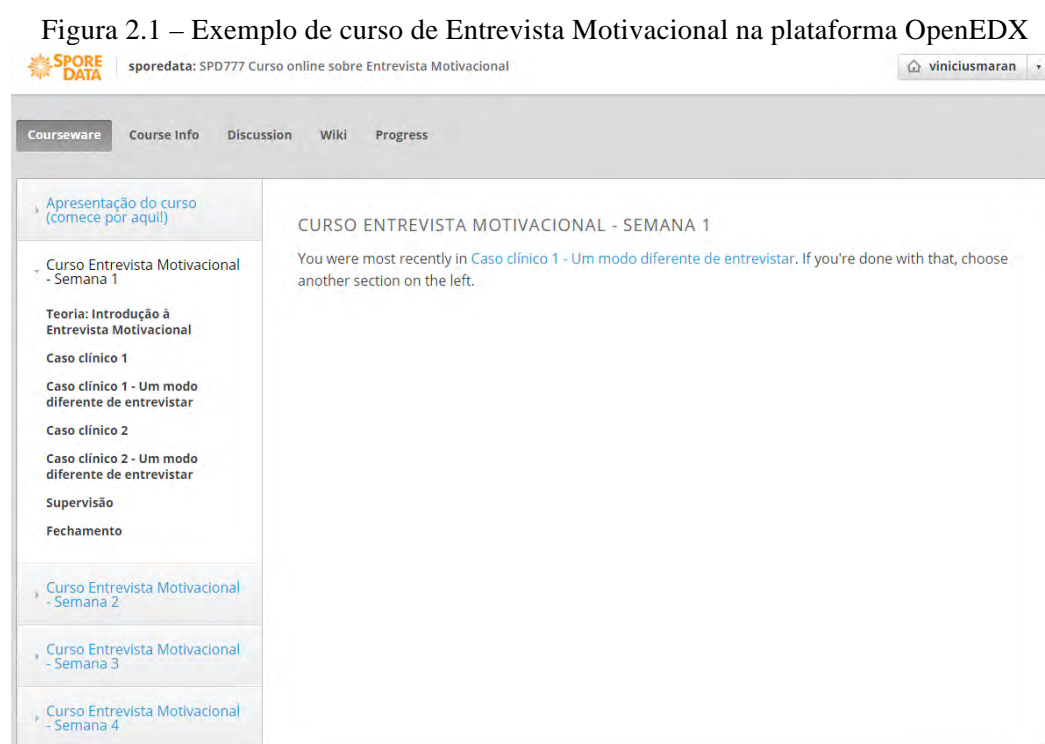 Figura 2.1 – Exemplo de curso de Entrevista Motivacional na plataforma OpenEDX
SPORE
DATA
sporedata: SPD777 Curso online sobre Entrevista Motivacional
viniciusmaran
Courseware Course Info Discussion Wiki Progress
Apresentação do curso
(comece por aqui!)
Curso Entrevista Motivacional
- Semana 1
Teoria: Introdução à
Entrevista Motivacional
Caso clínico 1
Caso clínico 1 - Um modo
diferente de entrevistar
Caso clínico 2
Caso clínico 2 - Um modo
diferente de entrevistar
Supervisão
Fechamento
Curso Entrevista Motivacional
- Semana 2
Curso Entrevista Motivacional
- Semana 3
Curso Entrevista Motivacional
- Semana 4
CURSO ENTREVISTA MOTIVACIONAL - SEMANA 1
You were most recently in Caso clínico 1 - Um modo diferente de entrevistar. If you're done with that, choose
another section on the left.